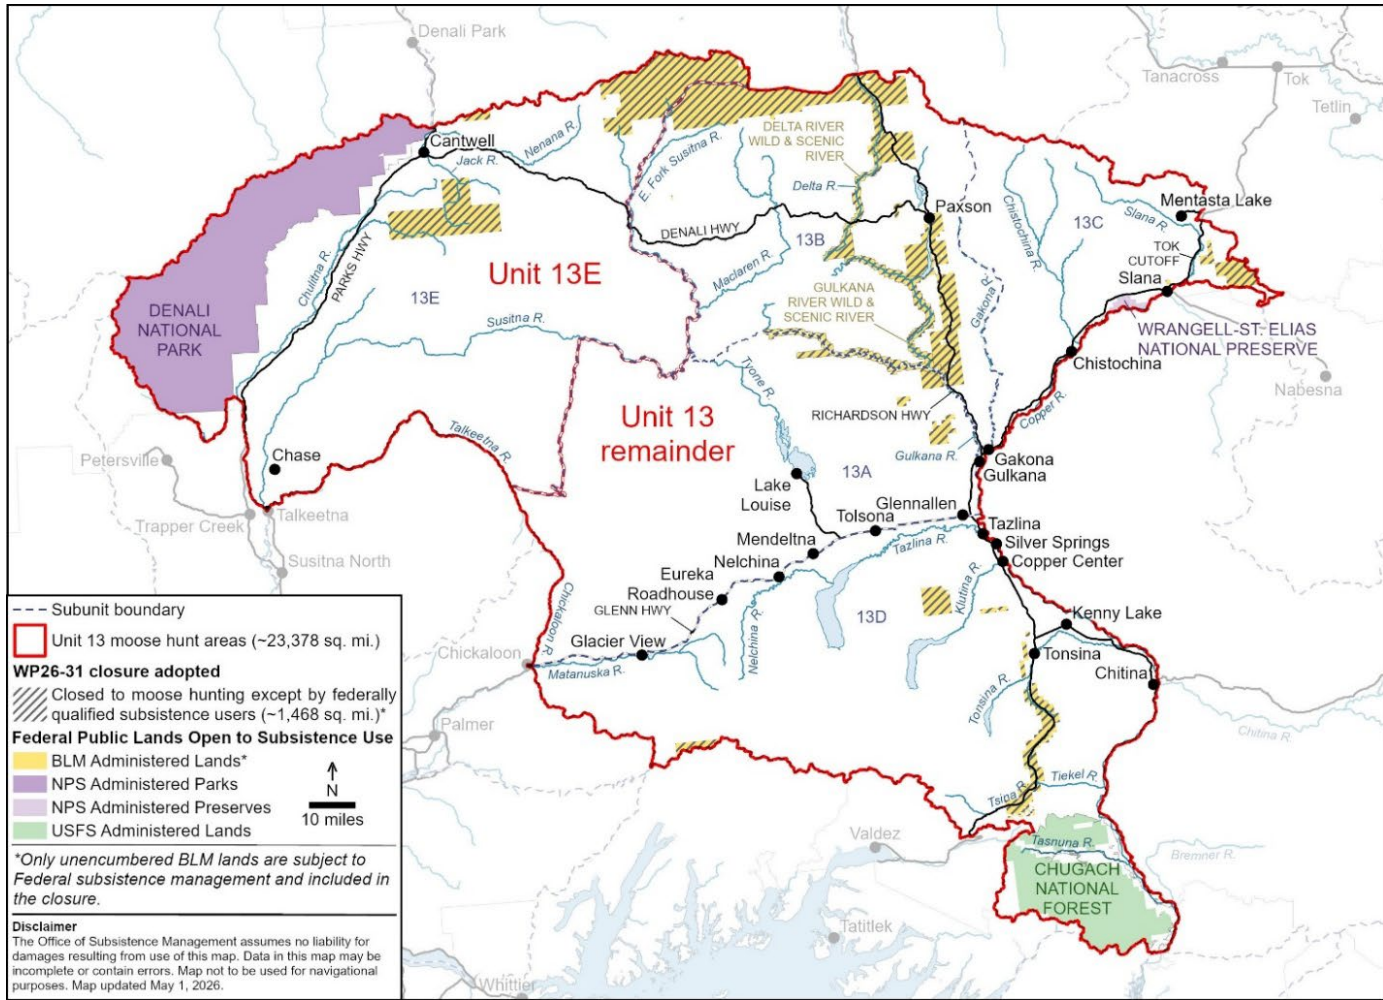 Denali Park
Tanacross
Tok
Tetlin
Cantwell
Jack R.
Nenana R.
E. Fork Susitna R.
DELTA RIVER
WILD & SCENIC
RIVER
Delta R.
Paxson
Chistochina R.
13C
Slana R.
Mentasta Lake
TOK
CUTOFF
Slana
DENALI HWY
13B
Maclaren R.
Chulitna R.
PARKS HWY
13E
Unit 13E
Susitna R.
GULKANA
RIVER WILD &
SCENIC RIVER
Gakona R.
DENALI
NATIONAL
PARK
WRANGELL-ST. ELIAS
NATIONAL PRESERVE
Chistochina
Nabesna
Tyone R.
RICHARDSON HWY
Copper R.
Unit 13
remainder
Talkeetna R.
Petersville
Chase
Gulkana R.
Gakona
Gulkana
13A
Lake
Louise
Trapper Creek
Talkeetna
Susitna North
Glennallen
Tolsona
Tazlina
Mendeltna
Tazlina R.
Silver Springs
Copper Center
Nelchina
Eureka
Roadhouse
GLENN HWY
Nelchina R.
13D
Klutina R.
Kenny Lake
Chickaloon R.
Glacier View
Chickaloon
Matanuska R.
Tonsina
Chitina
Tonsina R.
Palmer
Chitina R.
Tiekel R.
Tsina R.
Valdez
Tasnuna R.
Bremner R.
CHUGACH
NATIONAL
FOREST
Tatitlek
Whittier
Subunit boundary
Unit 13 moose hunt areas (~23,378 sq. mi.)
WP26-31 closure adopted
Closed to moose hunting except by federally
qualified subsistence users (~1,468 sq. mi.)*
Federal Public Lands Open to Subsistence Use
BLM Administered Lands*
NPS Administered Parks
NPS Administered Preserves
USFS Administered Lands
N
10 miles
*Only unencumbered BLM lands are subject to
Federal subsistence management and included in
the closure.
Disclaimer
The Office of Subsistence Management assumes no liability for
damages resulting from use of this map. Data in this map may be
incomplete or contain errors. Map not to be used for navigational
purposes. Map updated May 1, 2026.